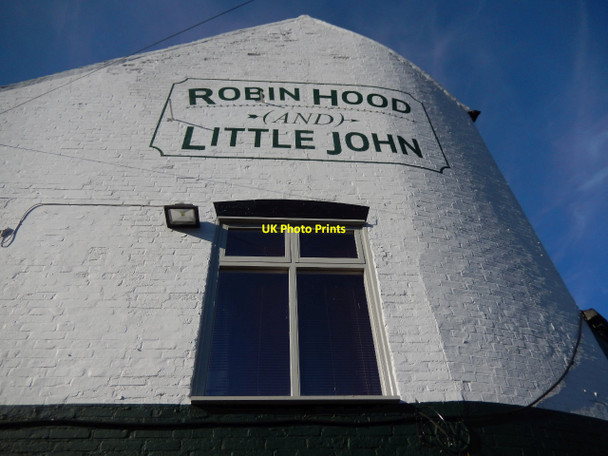 ROBIN HOOD
(AND)
LITTLE JOHN
UK Photo Prints